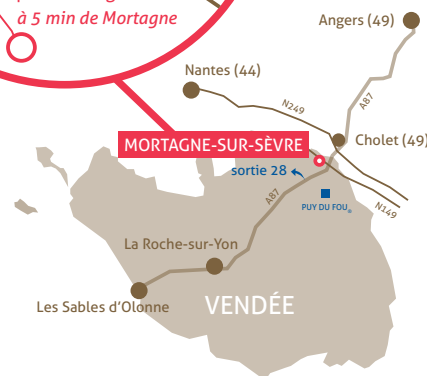 à 5 min de Mortagne
Angers (49)
Nantes (44)
N249
A87
Cholet (49)
MORTAGNE-SUR-SÈVRE
sortie 28
A87
PUY DU FOU
N149
La Roche-sur-Yon
Les Sables d'Olonne
VENDÉE